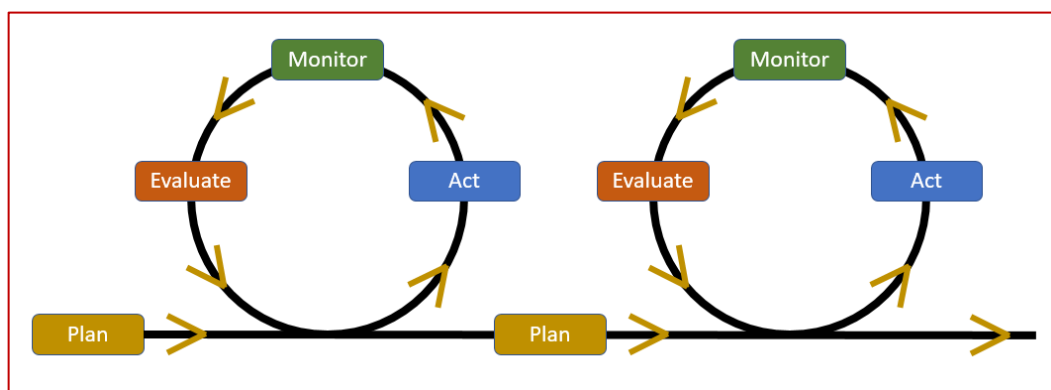 Monitor
Monitor
Evaluate
Act
Evaluate
Act
Plan
Plan